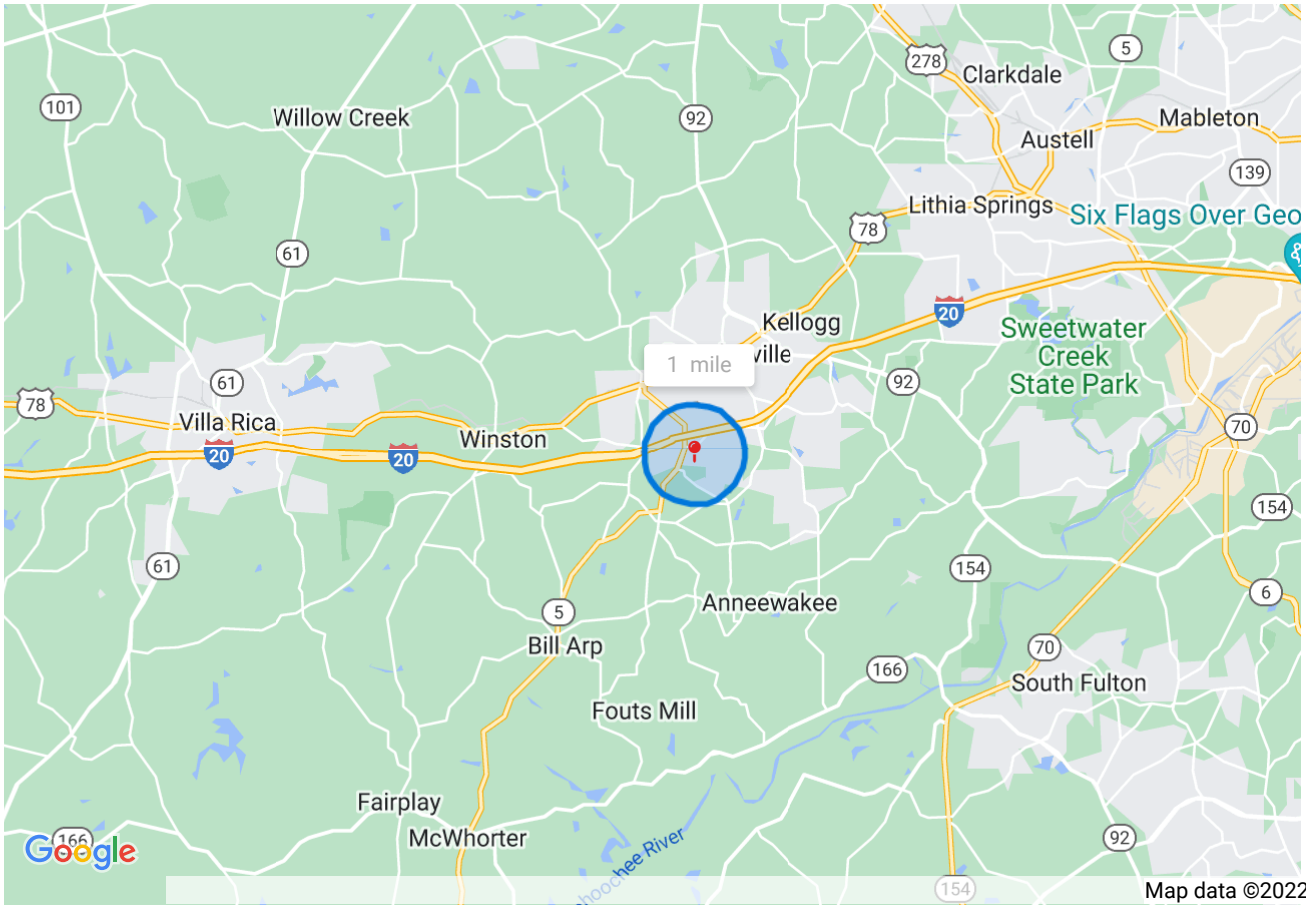 278
Clarkdale
5
101
Willow Creek
92
Mableton
Austell
139
Lithia Springs
Six Flags Over Geo
78
61
20
Kellogg
Sweetwater
Creek
State Park
ville
1 mile
61
92
78
Villa Rica
70
20
20
Winston
154
61
154
6
Anneewakee
5
Bill Arp
70
166
South Fulton
Fouts Mill
Fairplay
McWhorter
92
166
Google
hoochee River
154
Map data ©2022